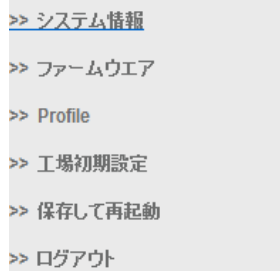 >> システム情報
>> ファームウエア
>> Profile
>> 工場初期設定
>> 保存して再起動
>> ログアウト